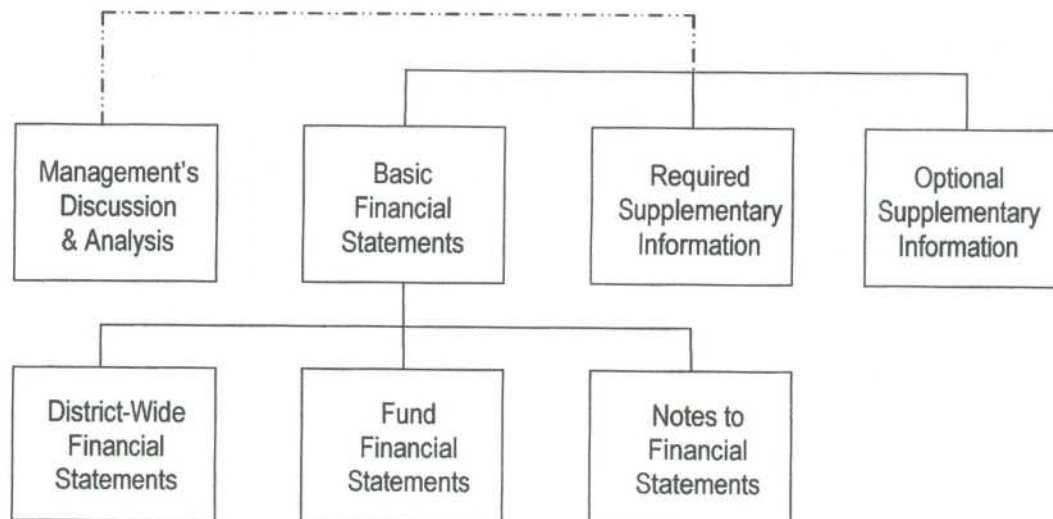 Management's
Discussion
& Analysis
Basic
Financial
Statements
Required
Supplementary
Information
Optional
Supplementary
Information
District-Wide
Financial
Statements
Fund
Financial
Statements
Notes to
Financial
Statements